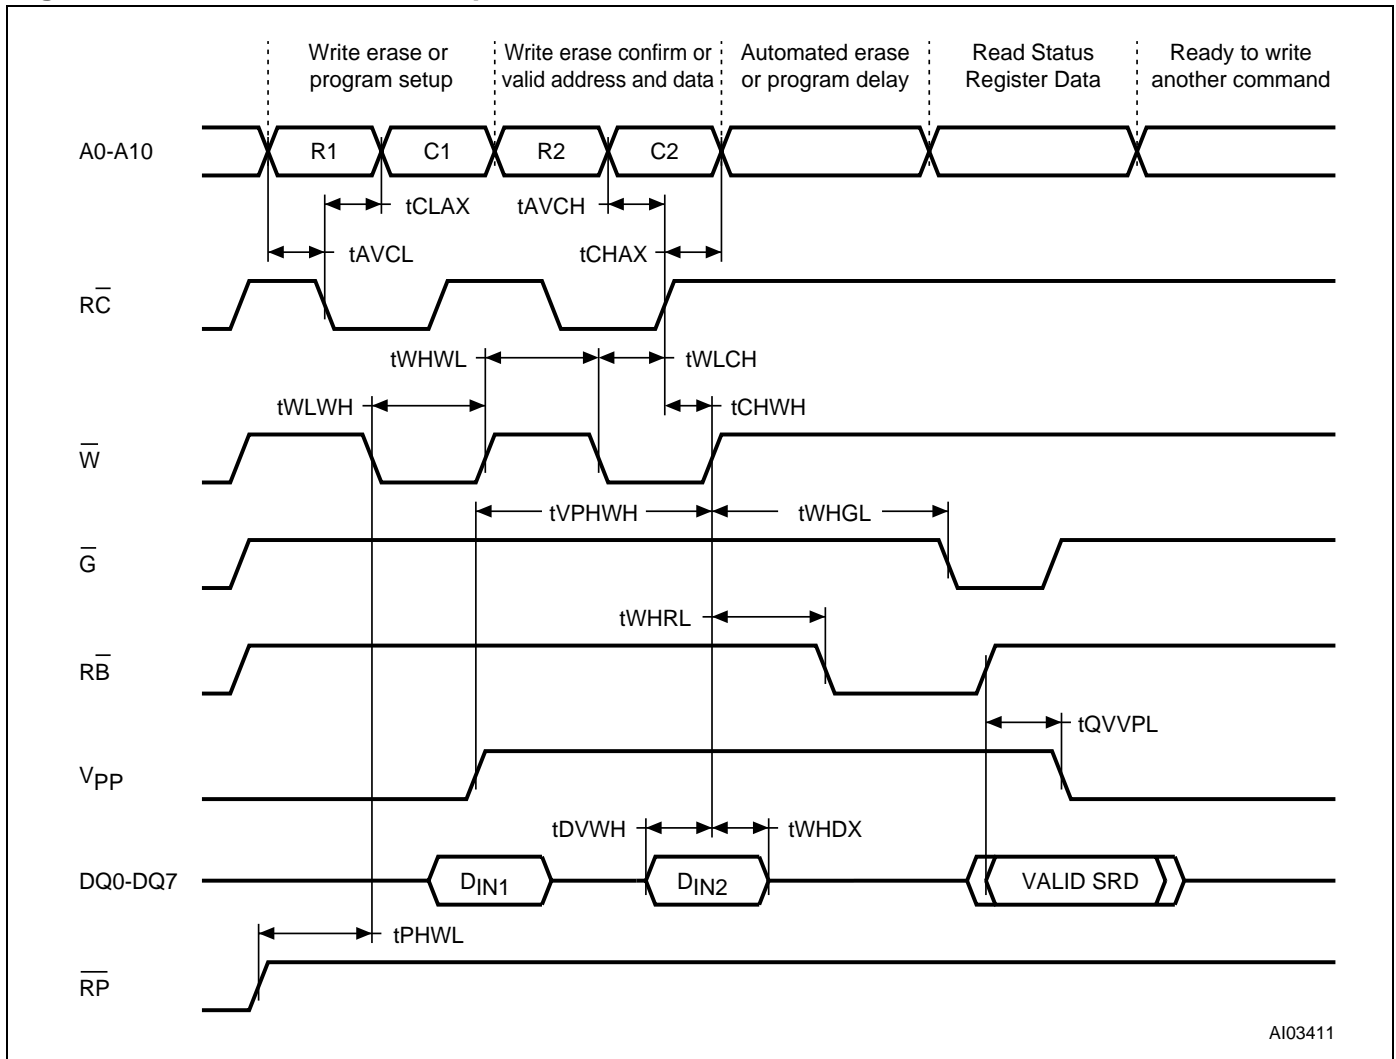 Write erase or
program setup
Write erase confirm or
valid address and data
Automated erase
or program delay
Read Status
Register Data
Ready to write
another command
A0-A10
R1
C1
R2
C2
tCLAX
tAVCH
tAVCL
tCHAX
RC̅
tWHWL
tWLCH
tWLWH
tCHWH
W̅
tVPHWH
tWHGL
G̅
tWHRL
RB̅
tQVVPL
VPP
tDVWH
tWHDX
DQ0-DQ7
DIN1
DIN2
VALID SRD
tPHWL
R̅P̅
AI03411